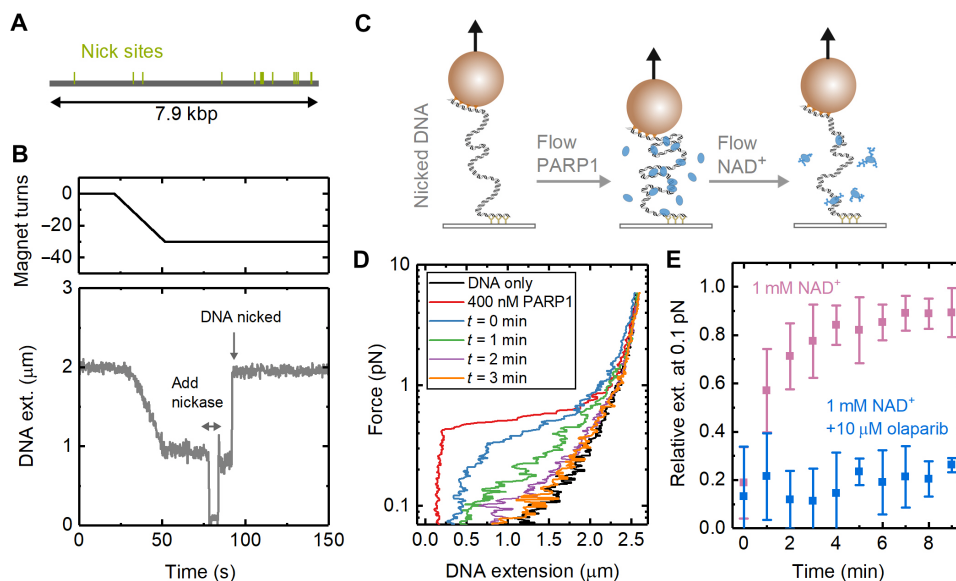 A
Nick sites
7.9 kbp
B
Magnet turns
0
−20
−40
DNA ext. (μm)
3
2
1
0
DNA nicked
Add
nickase
0 50 100 150
Time (s)
C
Nicked DNA
Flow
PARP1
Flow
NAD+
D
Force (pN)
10
1
0.1
DNA only
400 nM PARP1
t = 0 min
t = 1 min
t = 2 min
t = 3 min
0.0 0.5 1.0 1.5 2.0 2.5
DNA extension (μm)
E
Relative ext. at 0.1 pN
1.0
0.8
0.6
0.4
0.2
0.0
1 mM NAD+
1 mM NAD+
+10 μM olaparib
0 2 4 6 8
Time (min)